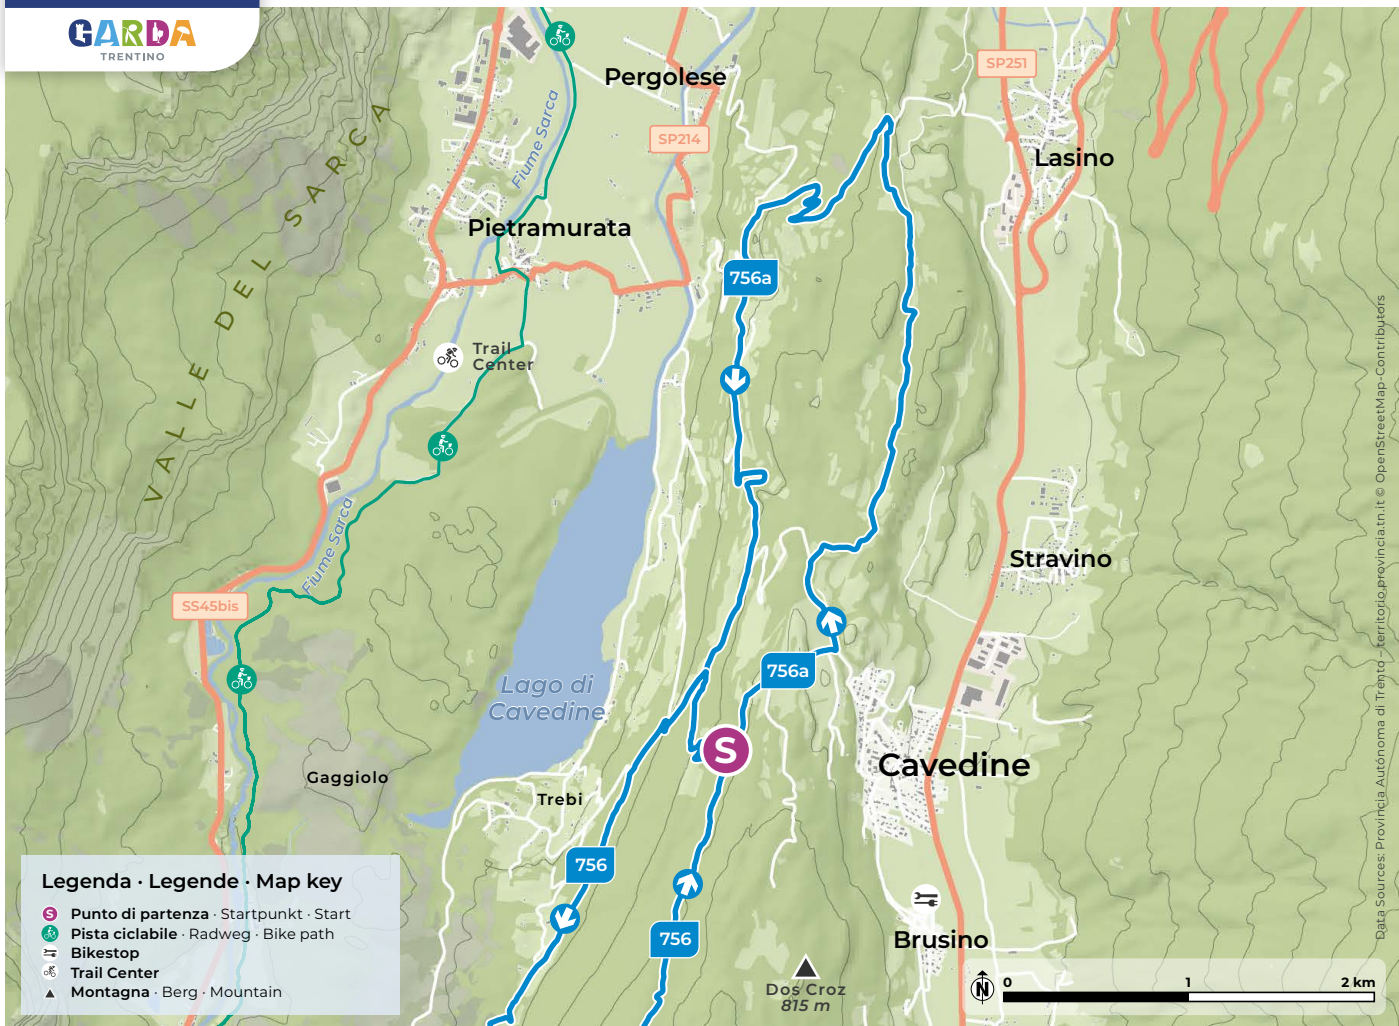 GARDA
TRENTINO
Pergolese
SP251
SP214
Lasino
Fiume Sarca
VALLE DEL SARCA
Pietramurata
756a
Trail
Center
Fiume Sarca
Stravino
SS45bis
756a
Lago di
Cavedine
S
Cavedine
Gaggiolo
Trebi
756
Brusino
756
Dos Croz
815 m
Legenda · Legende · Map key
S Punto di partenza · Startpunkt · Start
Pista ciclabile · Radweg · Bike path
Bikestop
Trail Center
Montagna · Berg · Mountain
N
0 1 2 km
Data Sources: Provincia Autónoma di Trento – territorio.provincia.tn.it © OpenStreetMap-Contributors